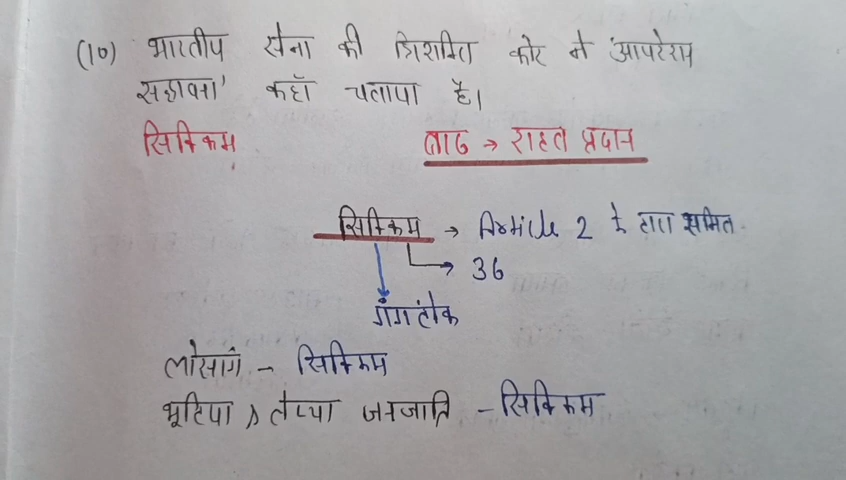 (10) भारतीय सेना की त्रिशक्ति कोर ने 'आपरेशन
सद्भावना' कहाँ चलाया है।
सिक्किम बाढ → राहत प्रदान
सिक्किम → Article 2 के द्वारा
→ 36
गंगटोक
लोसांग - सिक्किम
भूटिया, लेप्चा जनजाति - सिक्किम